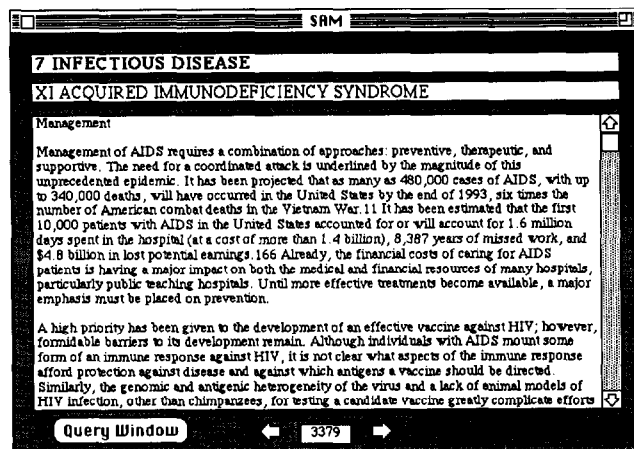 SAM
7 INFECTIOUS DISEASE
XI ACQUIRED IMMUNODEFICIENCY SYNDROME
Management
Management of AIDS requires a combination of approaches: preventive, therapeutic, and
supportive. The need for a coordinated attack is underlined by the magnitude of this
unprecedented epidemic. It has been projected that as many as 480,000 cases of AIDS, with up
to 340,000 deaths, will have occurred in the United States by the end of 1993, six times the
number of American combat deaths in the Vietnam War.11 It has been estimated that the first
10,000 patients with AIDS in the United States accounted for or will account for 1.6 million
days spent in the hospital (at a cost of more than 1.4 billion), 8,387 years of missed work, and
$4.8 billion in lost potential earnings.166 Already, the financial costs of caring for AIDS
patients is having a major impact on both the medical and financial resources of many hospitals,
particularly public teaching hospitals. Until more effective treatments become available, a major
emphasis must be placed on prevention.
A high priority has been given to the development of an effective vaccine against HIV; however,
formidable barriers to its development remain. Although individuals with AIDS mount some
form of an immune response against HIV, it is not clear what aspects of the immune response
afford protection against disease and against which antigens a vaccine should be directed.
Similarly, the genomic and antigenic heterogeneity of the virus and a lack of animal models of
HIV infection, other than chimpanzees, for testing a candidate vaccine greatly complicate efforts
Query Window
3379